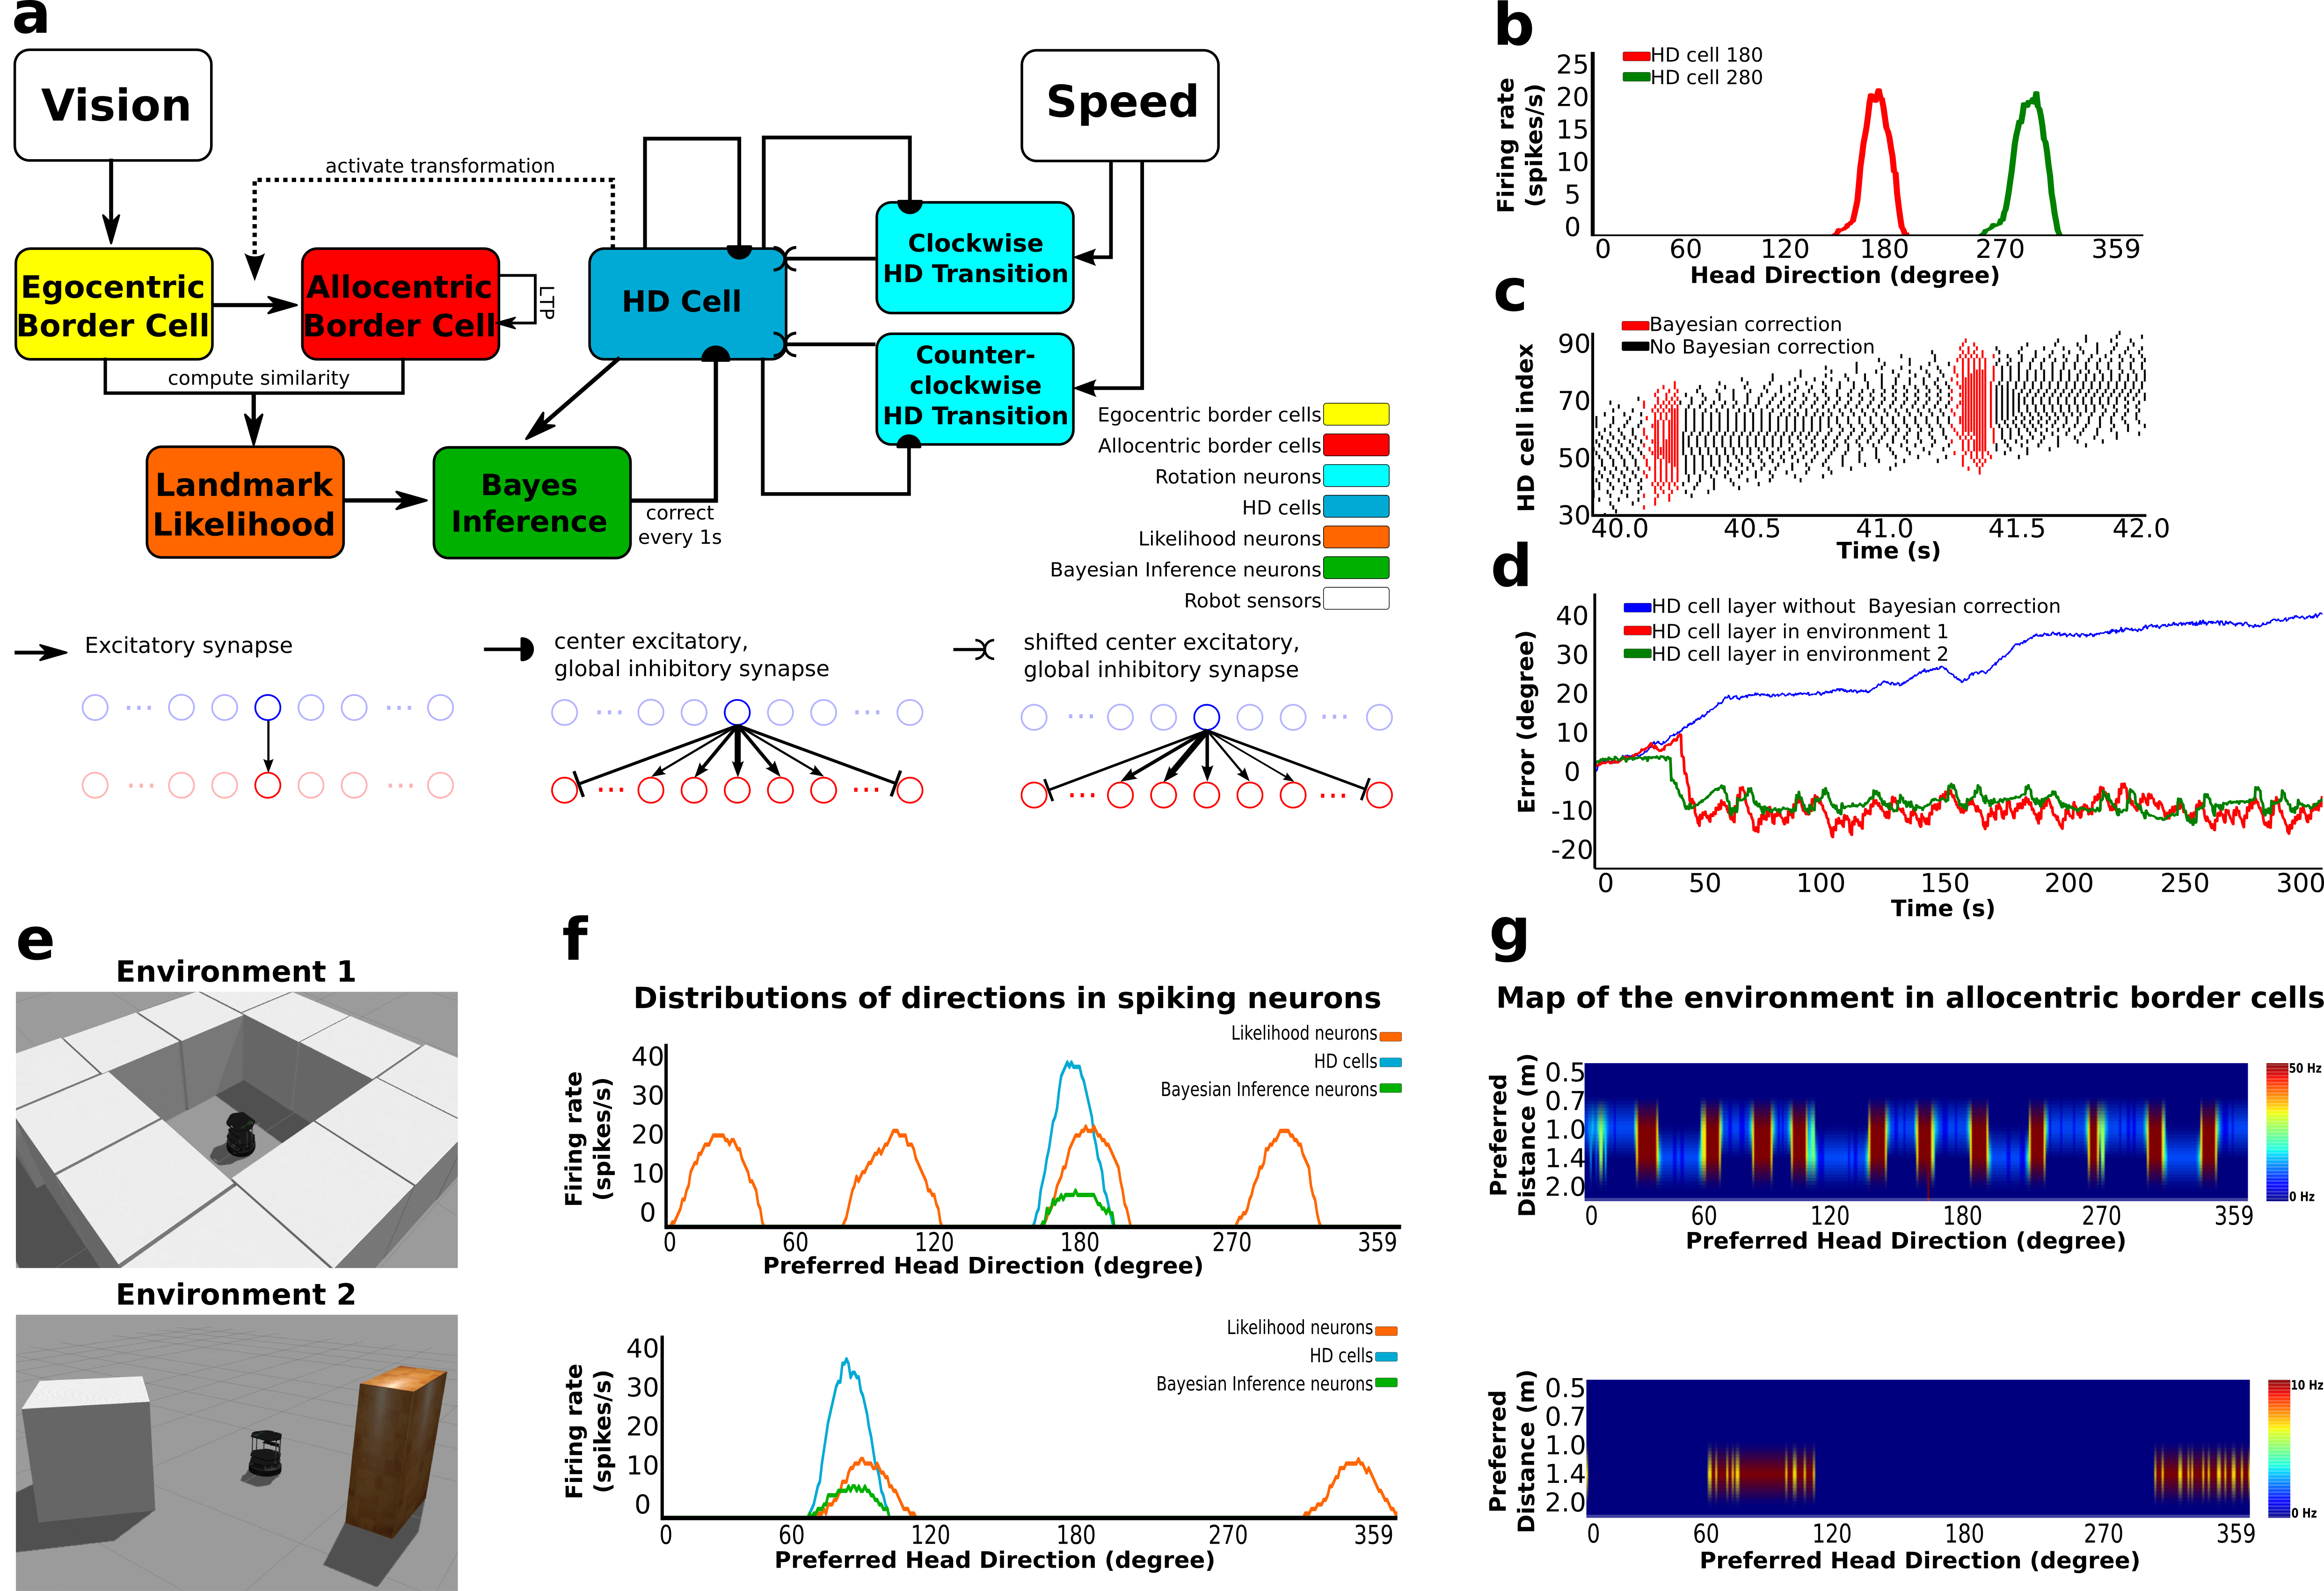 a
Vision
Speed
activate transformation
Egocentric
Border Cell
Allocentric
Border Cell
LTP
HD Cell
Clockwise
HD Transition
Counter-
clockwise
HD Transition
compute similarity
Landmark
Likelihood
Bayes
Inference
correct
every 1s
Egocentric border cells
Allocentric border cells
Rotation neurons
HD cells
Likelihood neurons
Bayesian Inference neurons
Robot sensors
Excitatory synapse
center excitatory,
global inhibitory synapse
shifted center excitatory,
global inhibitory synapse
b
HD cell 180
HD cell 280
Firing rate
(spikes/s)
25
20
15
10
5
0
0 60 120 180 270 359
Head Direction (degree)
c
Bayesian correction
No Bayesian correction
HD cell index
90
70
50
30
40.0 40.5 41.0 41.5 42.0
Time (s)
d
HD cell layer without Bayesian correction
HD cell layer in environment 1
HD cell layer in environment 2
Error (degree)
40
30
20
10
0
-10
-20
0 50 100 150 200 250 300
Time (s)
e
Environment 1
Environment 2
f
Distributions of directions in spiking neurons
Likelihood neurons
HD cells
Bayesian Inference neurons
Firing rate
(spikes/s)
40
30
20
10
0
0 60 120 180 270 359
Preferred Head Direction (degree)
Likelihood neurons
HD cells
Bayesian Inference neurons
Firing rate
(spikes/s)
40
30
20
10
0
0 60 120 180 270 359
Preferred Head Direction (degree)
g
Map of the environment in allocentric border cells
Preferred
Distance (m)
0.5
0.7
1.0
1.4
2.0
50 Hz
0 Hz
0 60 120 180 270 359
Preferred Head Direction (degree)
Preferred
Distance (m)
0.5
0.7
1.0
1.4
2.0
10 Hz
0 Hz
0 60 120 180 270 359
Preferred Head Direction (degree)